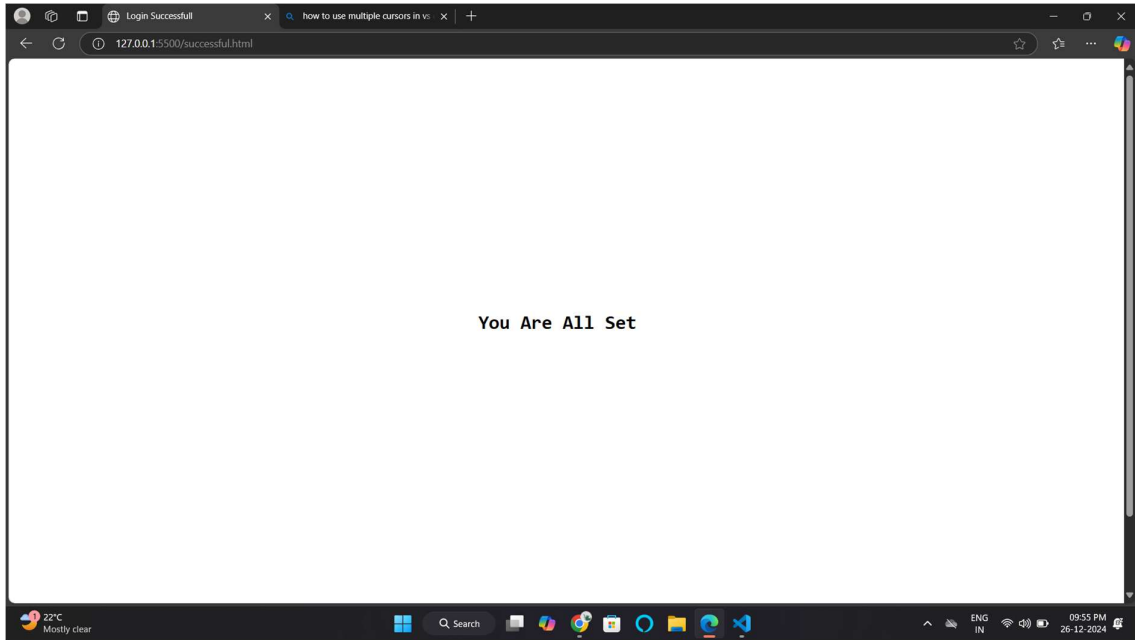 Login Successfull
how to use multiple cursors in vs
127.0.0.1:5500/successful.html
You Are All Set
1
22°C
Mostly clear
Search
ENG
IN
09:55 PM
26-12-2024